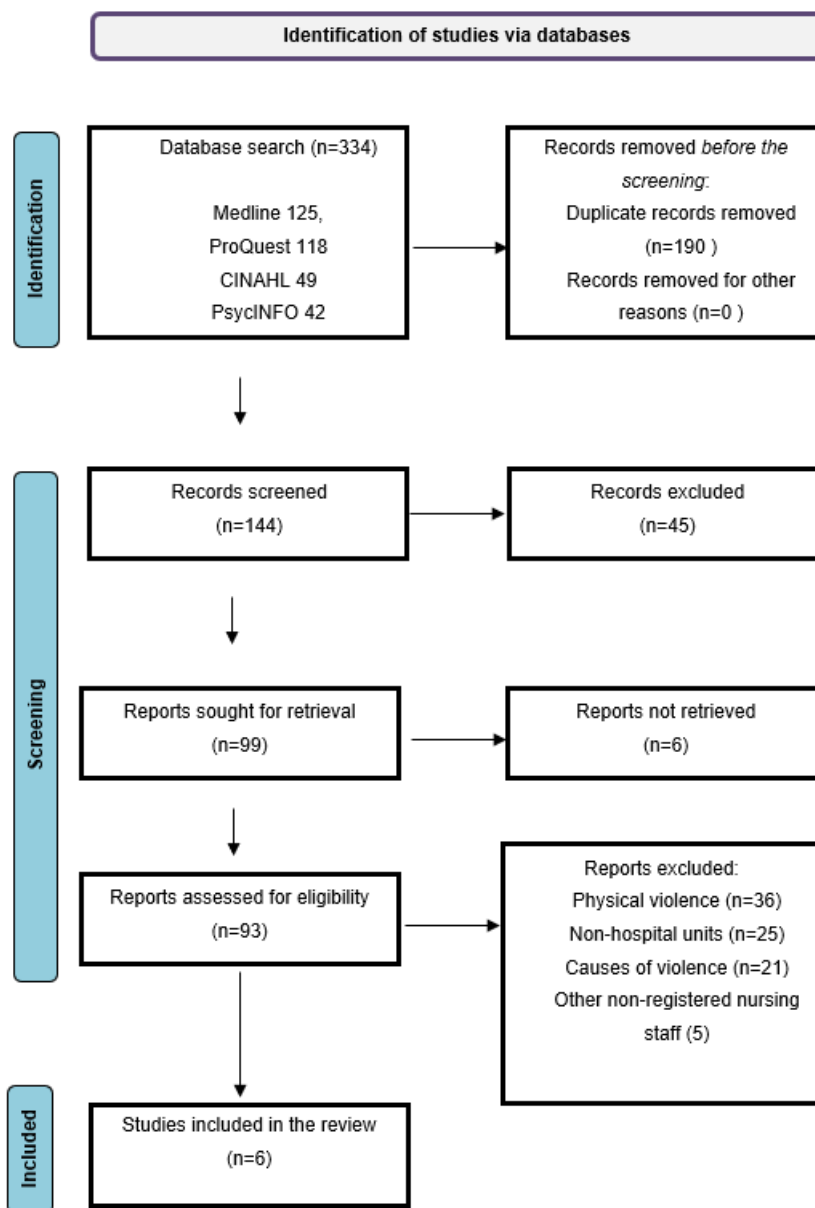 Identification of studies via databases
Identification
Database search (n=334)
Medline 125,
ProQuest 118
CINAHL 49
PsycINFO 42
Records removed before the
screening:
Duplicate records removed
(n=190 )
Records removed for other
reasons (n=0 )
Screening
Records screened
(n=144)
Records excluded
(n=45)
Reports sought for retrieval
(n=99)
Reports not retrieved
(n=6)
Reports assessed for eligibility
(n=93)
Reports excluded:
Physical violence (n=36)
Non-hospital units (n=25)
Causes of violence (n=21)
Other non-registered nursing
staff (5)
Included
Studies included in the review
(n=6)